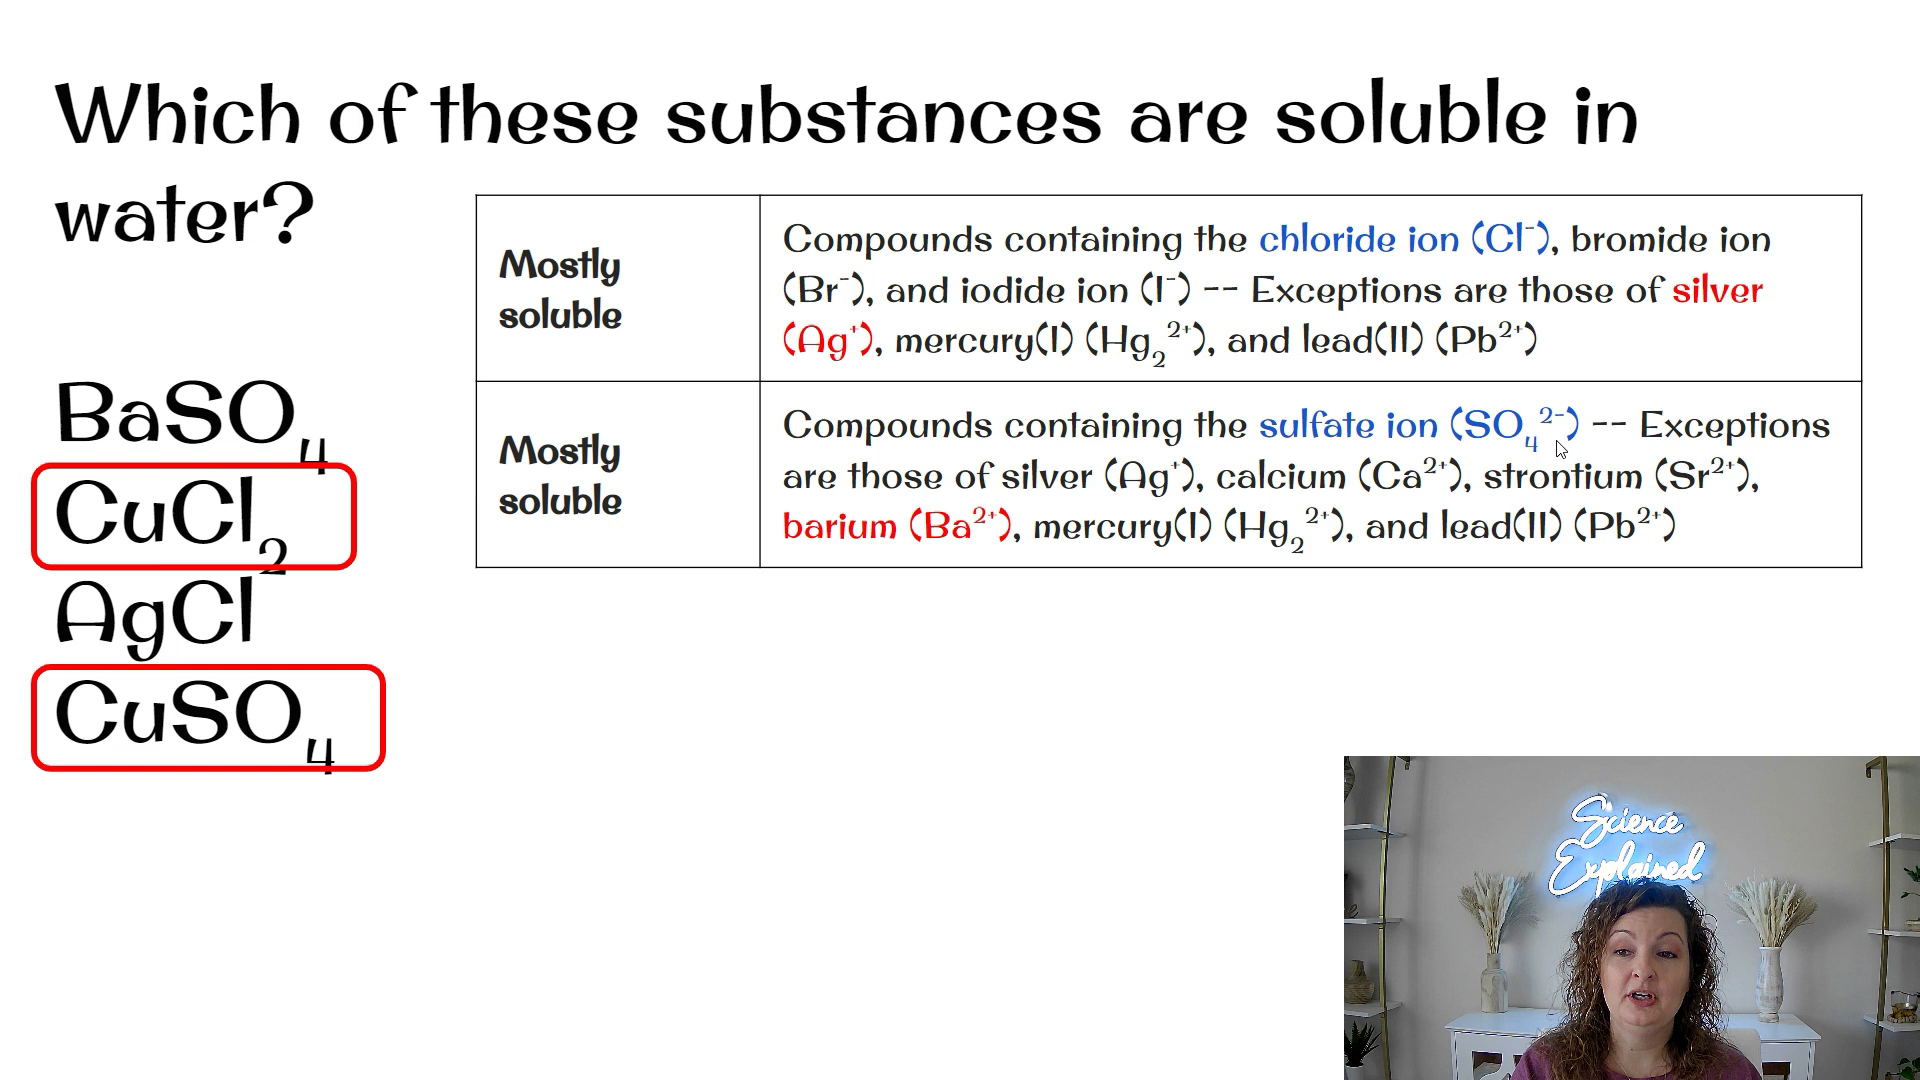 Which of these substances are soluble in
water?
BaSO₄
CuCl₂
AgCl
CuSO₄
Mostly
soluble
Compounds containing the chloride ion (Cl⁻), bromide ion
(Br⁻), and iodide ion (I⁻) -- Exceptions are those of silver
(Ag⁺), mercury(I) (Hg₂²⁺), and lead(II) (Pb²⁺)
Mostly
soluble
Compounds containing the sulfate ion (SO₄²⁻) -- Exceptions
are those of silver (Ag⁺), calcium (Ca²⁺), strontium (Sr²⁺),
barium (Ba²⁺), mercury(I) (Hg₂²⁺), and lead(II) (Pb²⁺)
Science
Explained